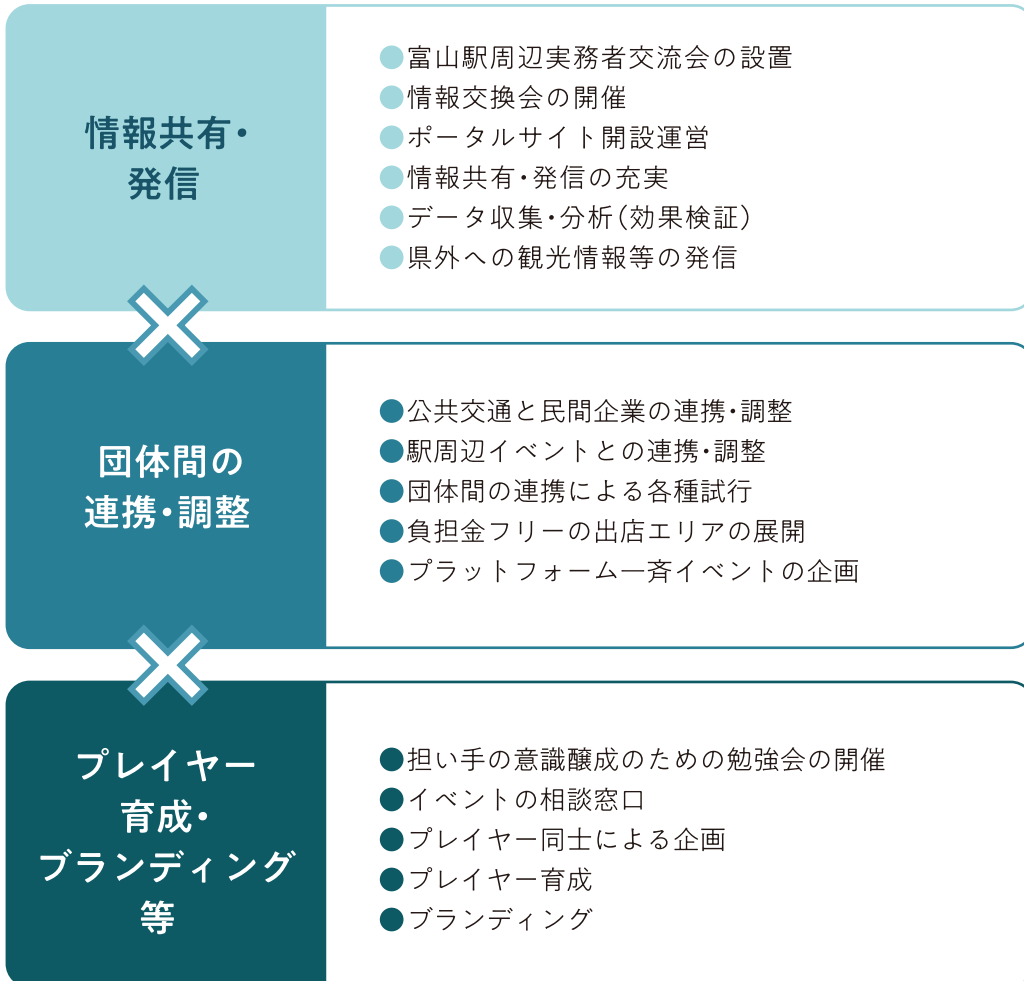 情報共有・
発信
●富山駅周辺実務者交流会の設置
●情報交換会の開催
●ポータルサイト開設運営
●情報共有・発信の充実
●データ収集・分析(効果検証)
●県外への観光情報等の発信
団体間の
連携・調整
●公共交通と民間企業の連携・調整
●駅周辺イベントとの連携・調整
●団体間の連携による各種試行
●負担金フリーの出店エリアの展開
●プラットフォーム一斉イベントの企画
プレイヤー
育成・
ブランディング
等
●担い手の意識醸成のための勉強会の開催
●イベントの相談窓口
●プレイヤー同士による企画
●プレイヤー育成
●ブランディング